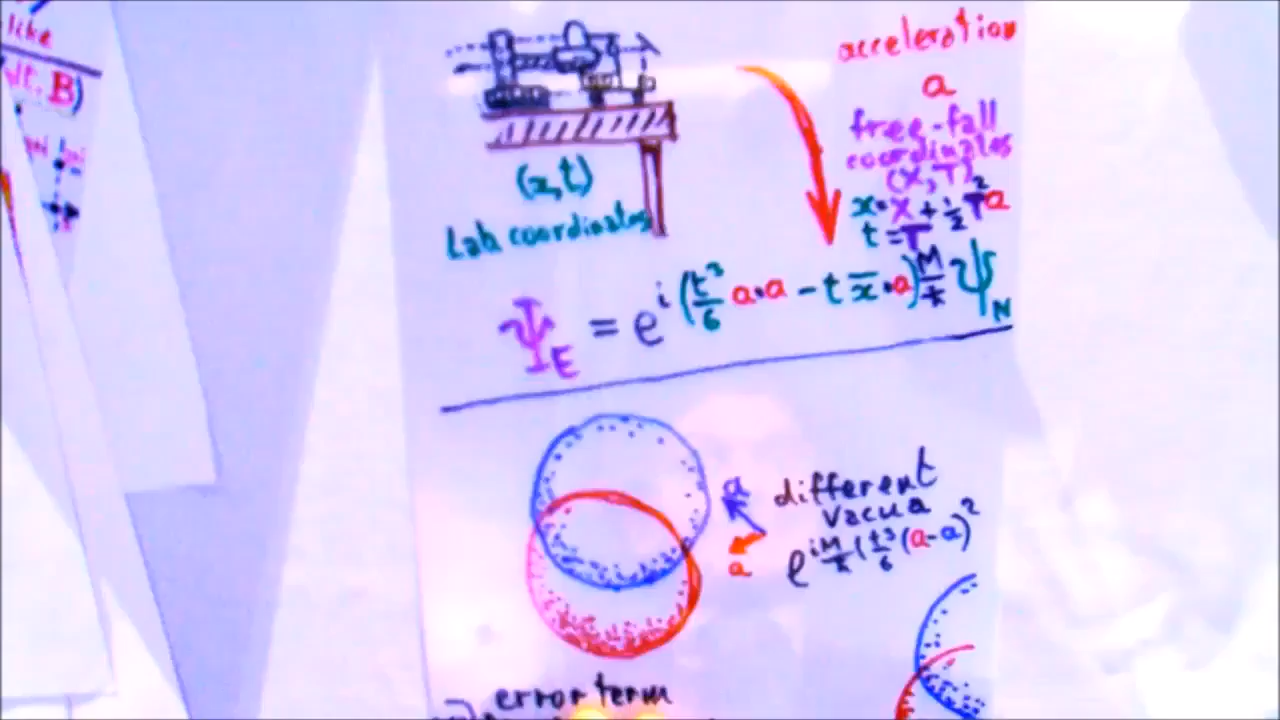 like
acceleration
a
free-fall
coordinates
(X,T)
x = X + ½T²a
t = T
(x,t)
Lab coordinates
Ψ_E = e^{i(t³/6 a·a − t x̄·a) M/ħ} ψ_N
a
different
vacua
a
e^{i M/ħ (t³/6 (a-a)²}
error term